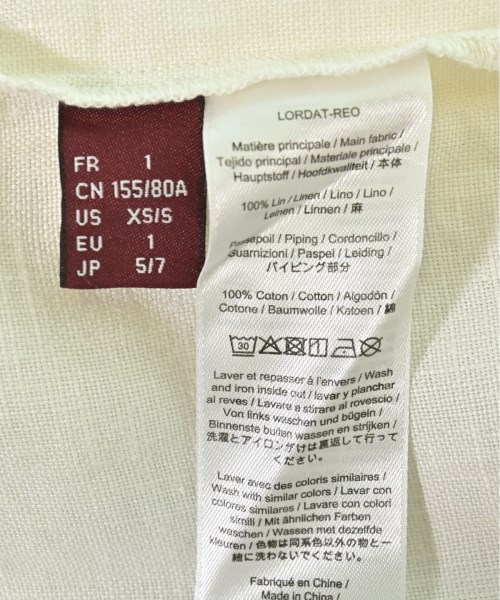 FR 1
CN 155/80A
US XS/S
EU 1
JP 5/7
LORDAT-REO
Matière principale / Main fabric /
Tejido principal / Materiale principale /
Hauptstoff / Hoofdkwaliteit / 本体
100% Lin / Linen / Lino / Lino /
Leinen / Linnen / 麻
Passepoil / Piping / Cordoncillo /
Guarnizioni / Paspel / Leiding /
パイピング部分
100% Coton / Cotton / Algodón /
Cotone / Baumwolle / Katoen / 綿
30
Laver et repasser à l'envers / Wash
and iron inside out / lavar y planchar
al reves / Lavare a stirare al rovescio /
Von links waschen und bügeln /
Binnenste buiten wassen en strijken /
洗濯とアイロンがけは裏返して行って
ください。
Laver avec des coloris similaires /
Wash with similar colors / Lavar con
colores similares / Lavare con colori
simili / Mit ähnlichen Farben
waschen / Wassen met dezelfde
kleuren / 色物は同系色以外の物と一
緒に洗わないでください。
Fabriqué en Chine /
Made in China /